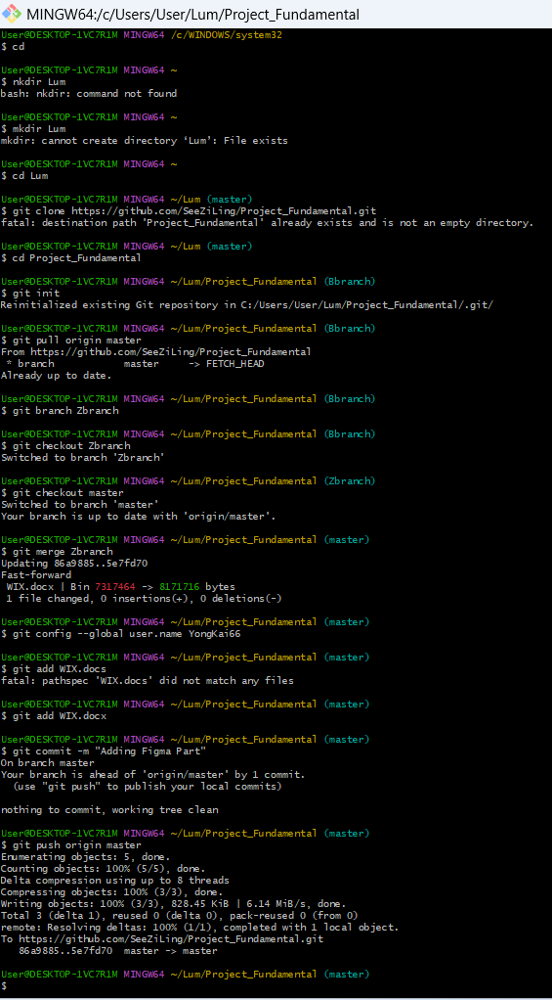 MINGW64:/c/Users/User/Lum/Project_Fundamental
User@DESKTOP-1VC7R1M MINGW64 /c/WINDOWS/system32
$ cd
User@DESKTOP-1VC7R1M MINGW64 ~
$ nkdir Lum
bash: nkdir: command not found
User@DESKTOP-1VC7R1M MINGW64 ~
$ mkdir Lum
mkdir: cannot create directory ‘Lum’: File exists
User@DESKTOP-1VC7R1M MINGW64 ~
$ cd Lum
User@DESKTOP-1VC7R1M MINGW64 ~/Lum (master)
$ git clone https://github.com/SeeZiLing/Project_Fundamental.git
fatal: destination path 'Project_Fundamental' already exists and is not an empty directory.
User@DESKTOP-1VC7R1M MINGW64 ~/Lum (master)
$ cd Project_Fundamental
User@DESKTOP-1VC7R1M MINGW64 ~/Lum/Project_Fundamental (Bbranch)
$ git init
Reinitialized existing Git repository in C:/Users/User/Lum/Project_Fundamental/.git/
User@DESKTOP-1VC7R1M MINGW64 ~/Lum/Project_Fundamental (Bbranch)
$ git pull origin master
From https://github.com/SeeZiLing/Project_Fundamental
 * branch            master     -> FETCH_HEAD
Already up to date.
User@DESKTOP-1VC7R1M MINGW64 ~/Lum/Project_Fundamental (Bbranch)
$ git branch Zbranch
User@DESKTOP-1VC7R1M MINGW64 ~/Lum/Project_Fundamental (Bbranch)
$ git checkout Zbranch
Switched to branch 'Zbranch'
User@DESKTOP-1VC7R1M MINGW64 ~/Lum/Project_Fundamental (Zbranch)
$ git checkout master
Switched to branch 'master'
Your branch is up to date with 'origin/master'.
User@DESKTOP-1VC7R1M MINGW64 ~/Lum/Project_Fundamental (master)
$ git merge Zbranch
Updating 86a9885..5e7fd70
Fast-forward
 WIX.docx | Bin 7317464 -> 8171716 bytes
 1 file changed, 0 insertions(+), 0 deletions(-)
User@DESKTOP-1VC7R1M MINGW64 ~/Lum/Project_Fundamental (master)
$ git config --global user.name YongKai66
User@DESKTOP-1VC7R1M MINGW64 ~/Lum/Project_Fundamental (master)
$ git add WIX.docs
fatal: pathspec 'WIX.docs' did not match any files
User@DESKTOP-1VC7R1M MINGW64 ~/Lum/Project_Fundamental (master)
$ git add WIX.docx
User@DESKTOP-1VC7R1M MINGW64 ~/Lum/Project_Fundamental (master)
$ git commit -m "Adding Figma Part"
On branch master
Your branch is ahead of 'origin/master' by 1 commit.
  (use "git push" to publish your local commits)
nothing to commit, working tree clean
User@DESKTOP-1VC7R1M MINGW64 ~/Lum/Project_Fundamental (master)
$ git push origin master
Enumerating objects: 5, done.
Counting objects: 100% (5/5), done.
Delta compression using up to 8 threads
Compressing objects: 100% (3/3), done.
Writing objects: 100% (3/3), 828.45 KiB | 6.14 MiB/s, done.
Total 3 (delta 1), reused 0 (delta 0), pack-reused 0 (from 0)
remote: Resolving deltas: 100% (1/1), completed with 1 local object.
To https://github.com/SeeZiLing/Project_Fundamental.git
   86a9885..5e7fd70  master -> master
User@DESKTOP-1VC7R1M MINGW64 ~/Lum/Project_Fundamental (master)
$